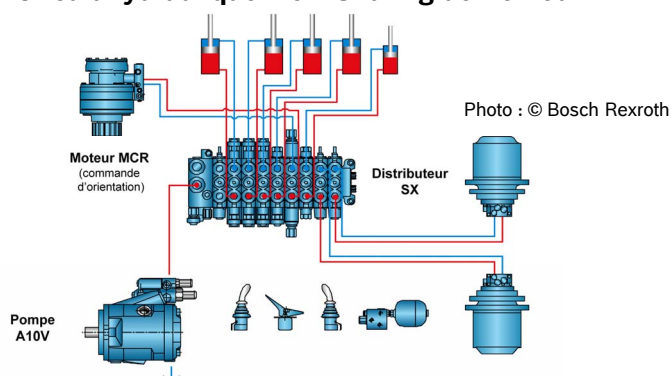 Photo : © Bosch Rexroth
Moteur MCR
(commande
d'orientation)
Distributeur
SX
Pompe
A10V